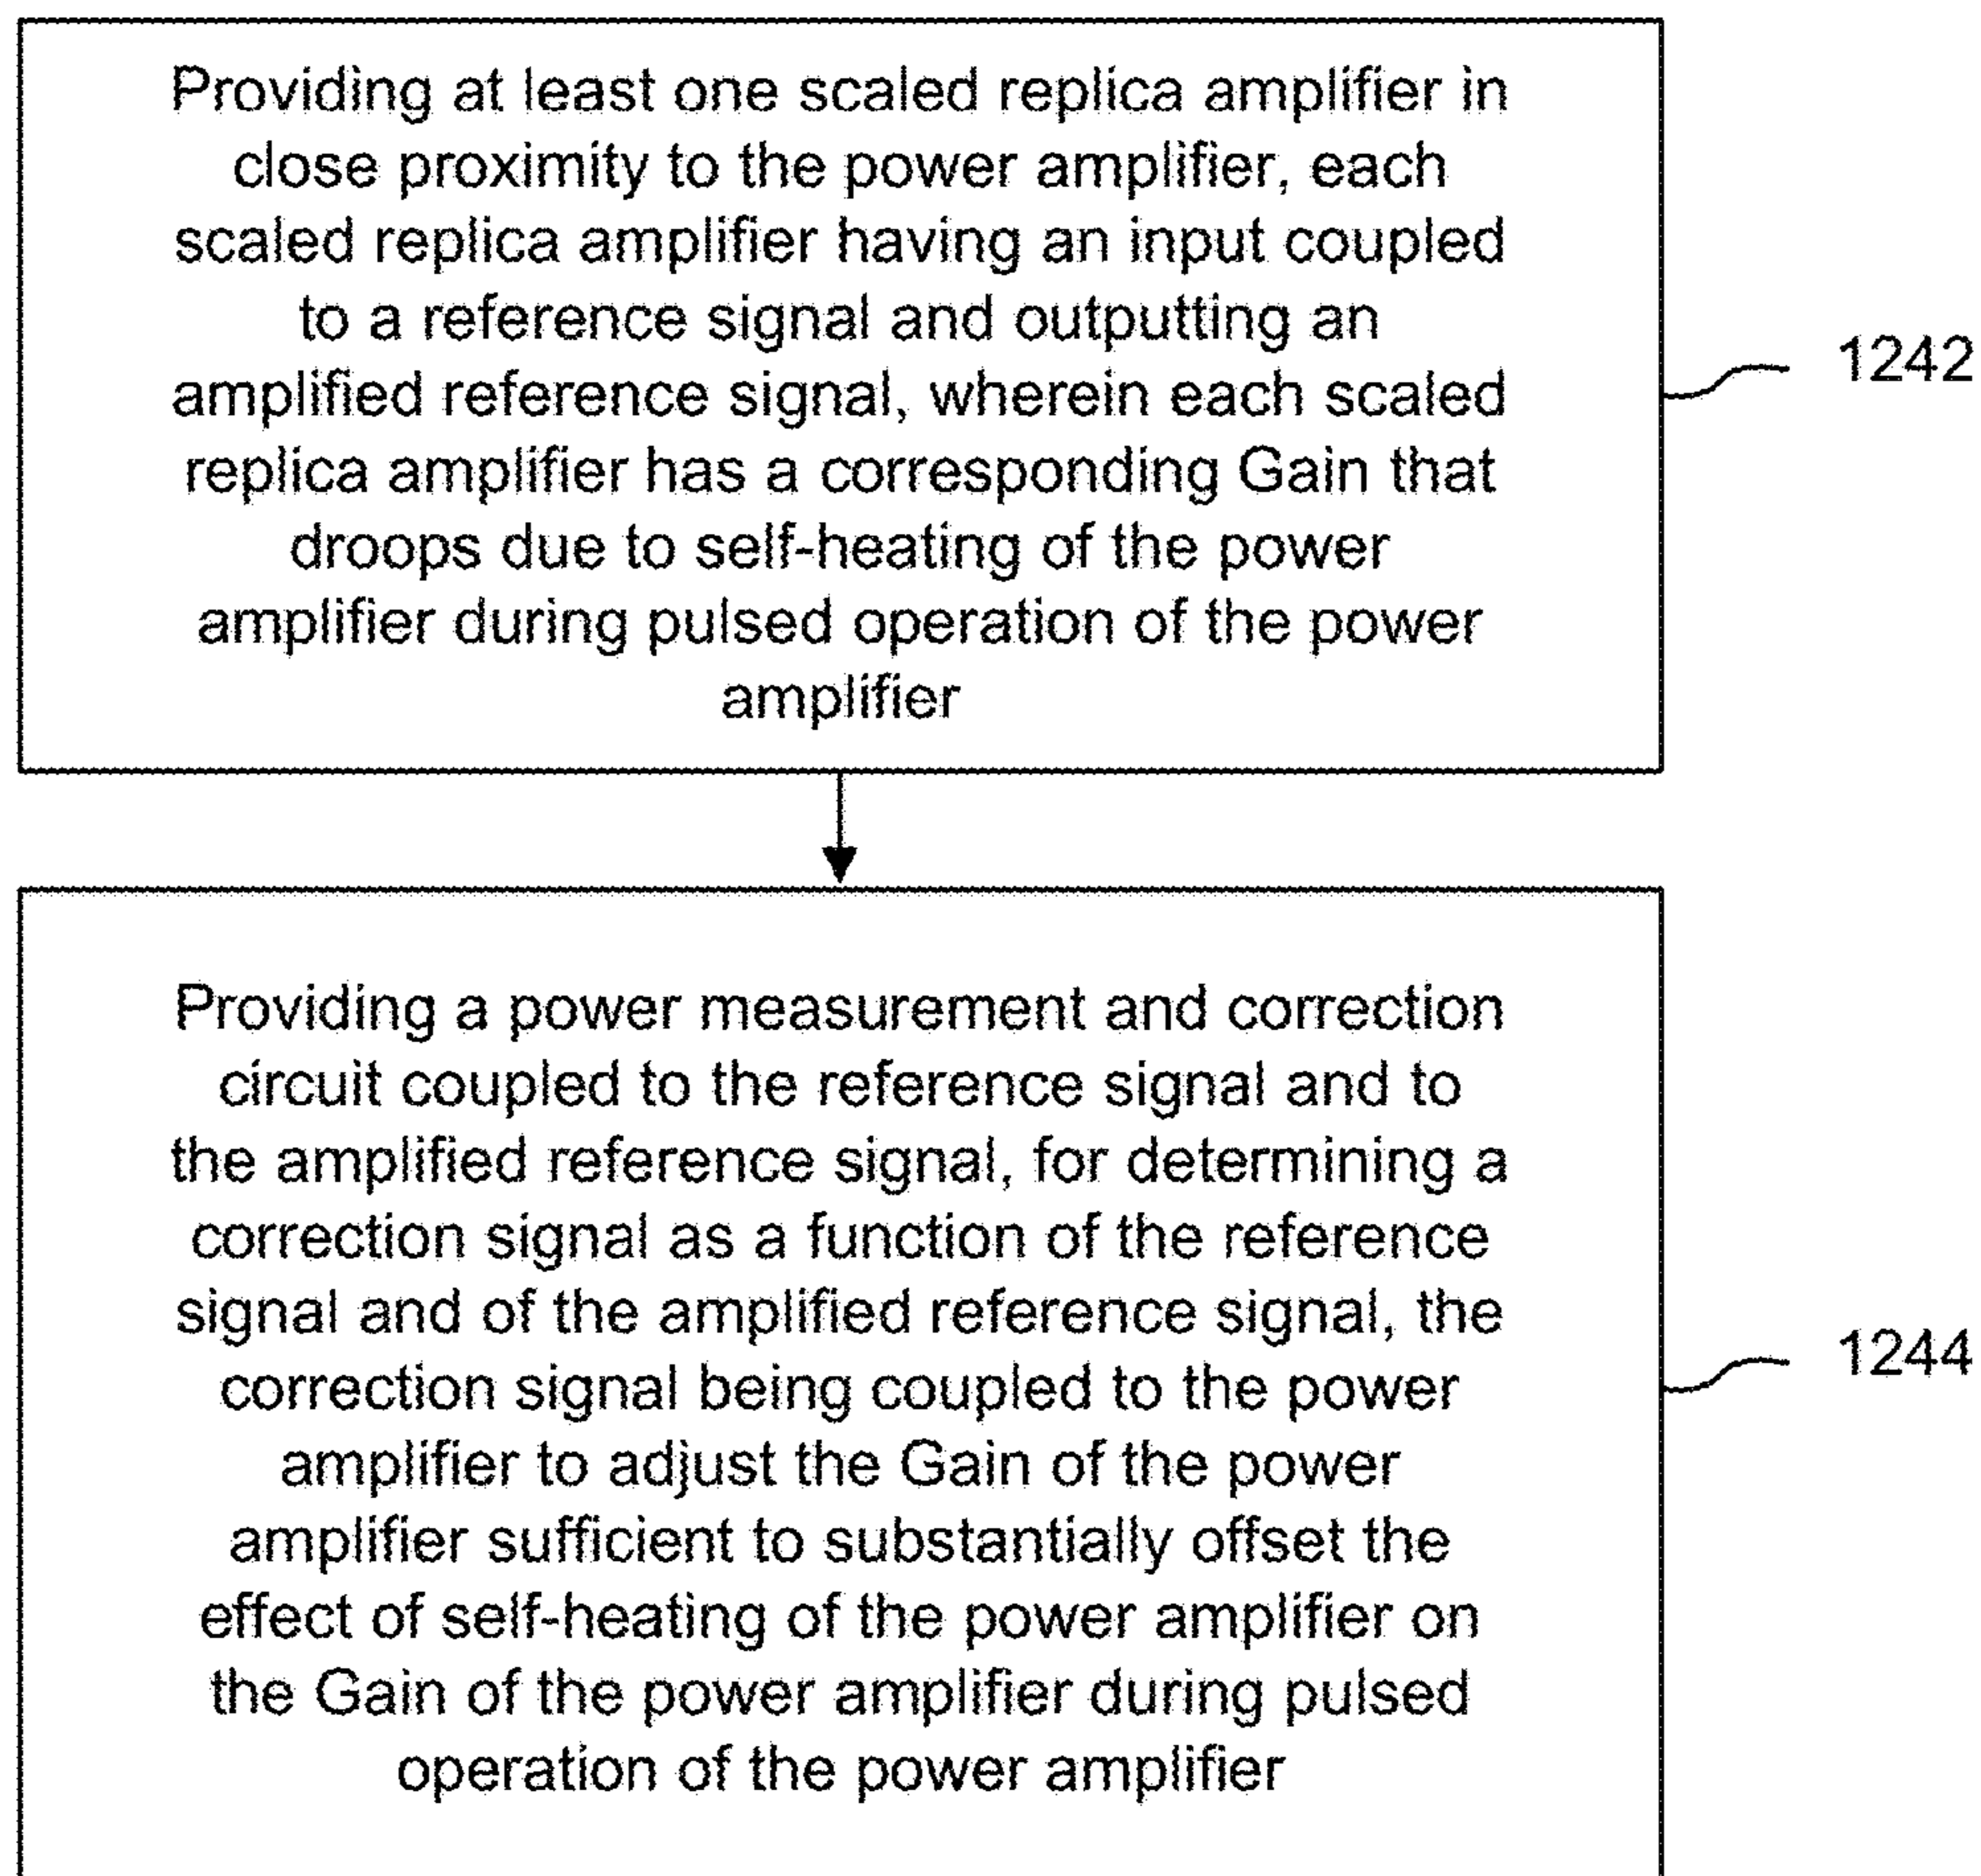 Providing at least one scaled replica amplifier in
close proximity to the power amplifier, each
scaled replica amplifier having an input coupled
to a reference signal and outputting an
amplified reference signal, wherein each scaled
replica amplifier has a corresponding Gain that
droops due to self-heating of the power
amplifier during pulsed operation of the power
amplifier
1242
Providing a power measurement and correction
circuit coupled to the reference signal and to
the amplified reference signal, for determining a
correction signal as a function of the reference
signal and of the amplified reference signal, the
correction signal being coupled to the power
amplifier to adjust the Gain of the power
amplifier sufficient to substantially offset the
effect of self-heating of the power amplifier on
the Gain of the power amplifier during pulsed
operation of the power amplifier
1244